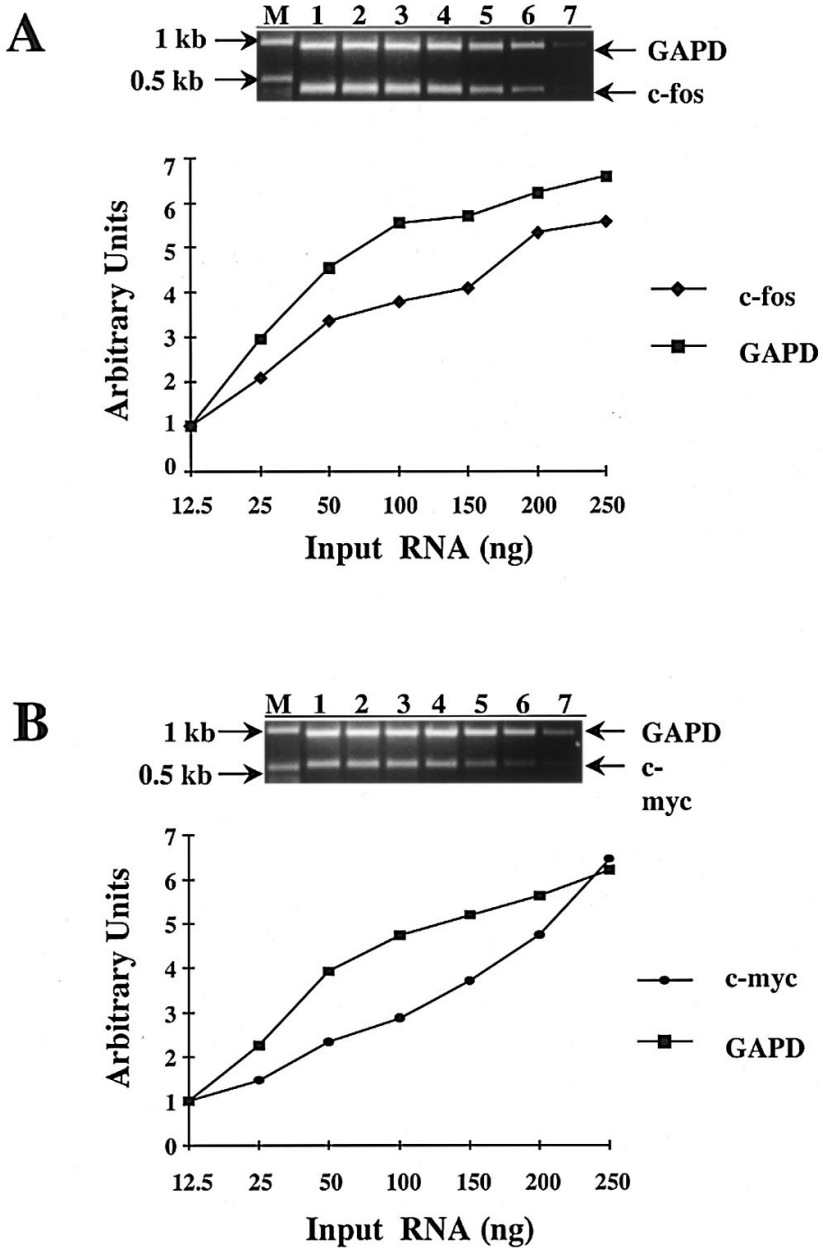 A
M 1 2 3 4 5 6 7
1 kb
GAPD
0.5 kb
c-fos
7
6
5
4
3
2
1
0
Arbitrary Units
c-fos
GAPD
12.5 25 50 100 150 200 250
Input RNA (ng)
B
M 1 2 3 4 5 6 7
1 kb
GAPD
0.5 kb
c-
myc
7
6
5
4
3
2
1
0
Arbitrary Units
c-myc
GAPD
12.5 25 50 100 150 200 250
Input RNA (ng)